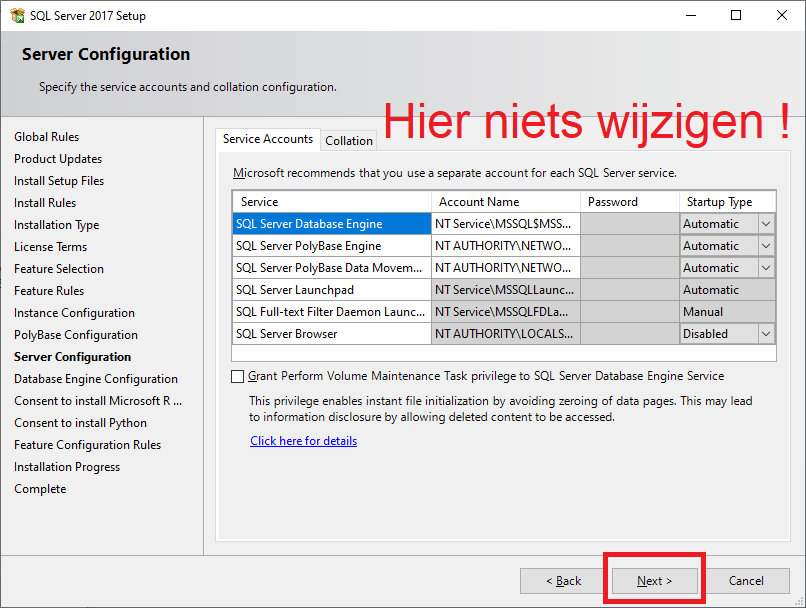 SQL Server 2017 Setup
Server Configuration
Specify the service accounts and collation configuration.
Hier niets wijzigen !
Global Rules
Product Updates
Install Setup Files
Install Rules
Installation Type
License Terms
Feature Selection
Feature Rules
Instance Configuration
PolyBase Configuration
Server Configuration
Database Engine Configuration
Consent to install Microsoft R ...
Consent to install Python
Feature Configuration Rules
Installation Progress
Complete
Service Accounts Collation
Microsoft recommends that you use a separate account for each SQL Server service.
Service Account Name Password Startup Type
SQL Server Database Engine NT Service\MSSQL$MSS... Automatic
SQL Server PolyBase Engine NT AUTHORITY\NETWO... Automatic
SQL Server PolyBase Data Movem... NT AUTHORITY\NETWO... Automatic
SQL Server Launchpad NT Service\MSSQLLaunc... Automatic
SQL Full-text Filter Daemon Launc... NT Service\MSSQLFDLa... Manual
SQL Server Browser NT AUTHORITY\LOCALS... Disabled
Grant Perform Volume Maintenance Task privilege to SQL Server Database Engine Service
This privilege enables instant file initialization by avoiding zeroing of data pages. This may lead
to information disclosure by allowing deleted content to be accessed.
Click here for details
< Back Next > Cancel